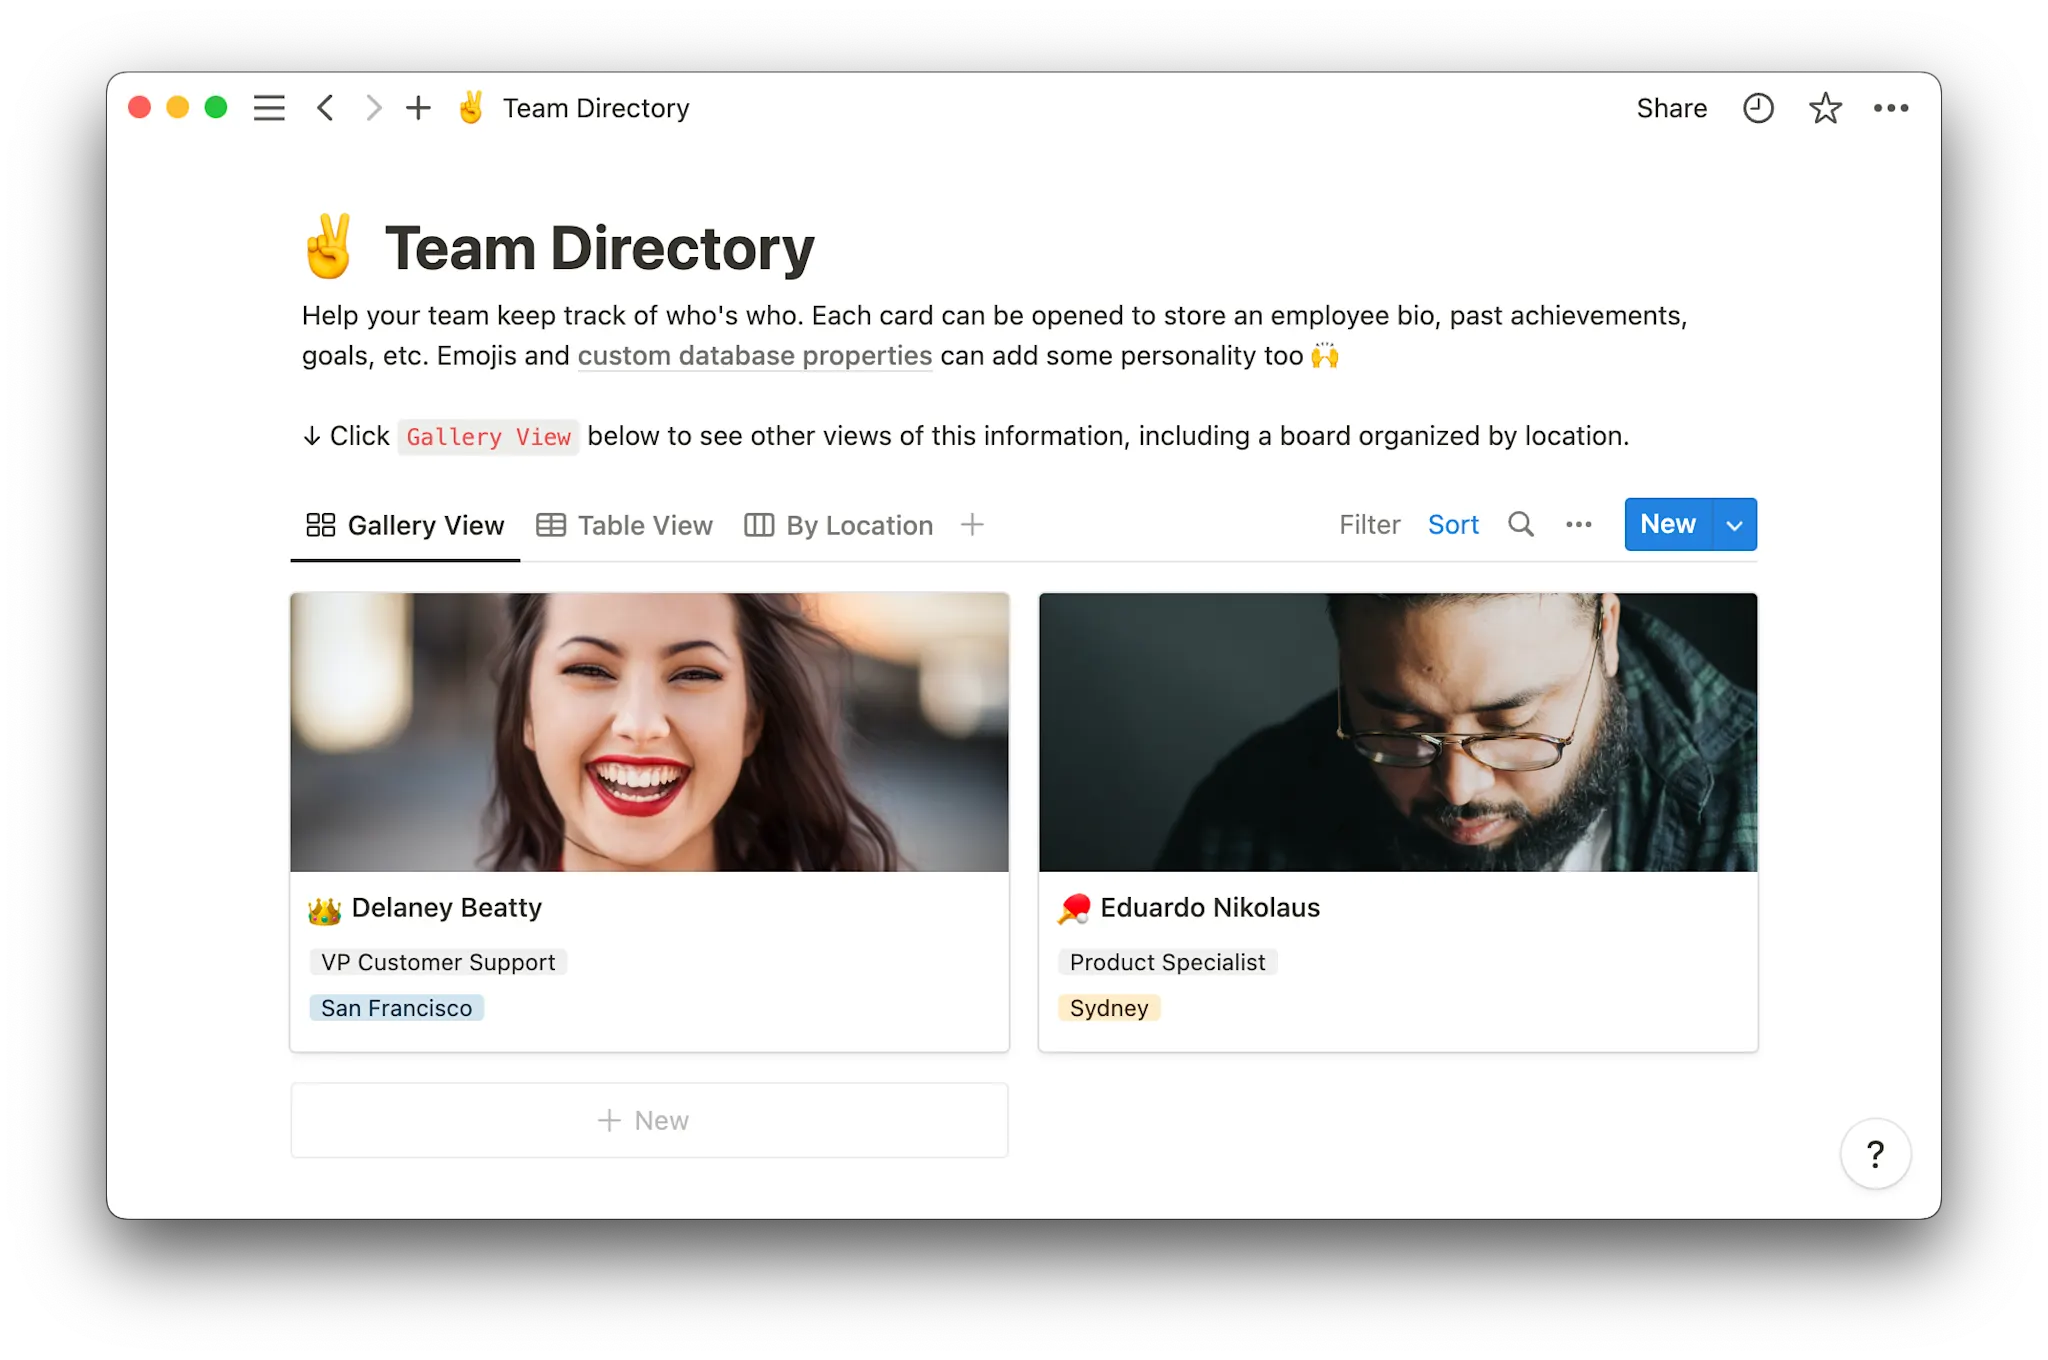 Team Directory
Share
✌️ Team Directory
Help your team keep track of who's who. Each card can be opened to store an employee bio, past achievements,
goals, etc. Emojis and custom database properties can add some personality too 🙌
↓ Click Gallery View below to see other views of this information, including a board organized by location.
Gallery View Table View By Location + Filter Sort New
👑 Delaney Beatty
VP Customer Support
San Francisco
🏓 Eduardo Nikolaus
Product Specialist
Sydney
+ New
?